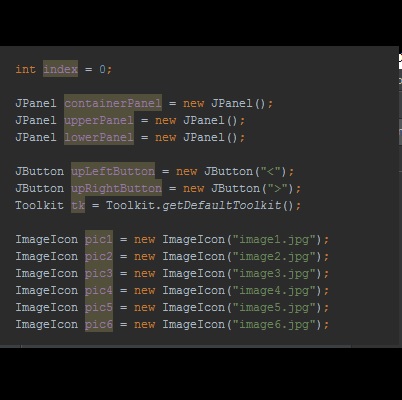 int index = 0;
JPanel containerPanel = new JPanel();
JPanel upperPanel = new JPanel();
JPanel lowerPanel = new JPanel();
JButton upLeftButton = new JButton("<");
JButton upRightButton = new JButton(">");
Toolkit tk = Toolkit.getDefaultToolkit();
ImageIcon pic1 = new ImageIcon("image1.jpg");
ImageIcon pic2 = new ImageIcon("image2.jpg");
ImageIcon pic3 = new ImageIcon("image3.jpg");
ImageIcon pic4 = new ImageIcon("image4.jpg");
ImageIcon pic5 = new ImageIcon("image5.jpg");
ImageIcon pic6 = new ImageIcon("image6.jpg");